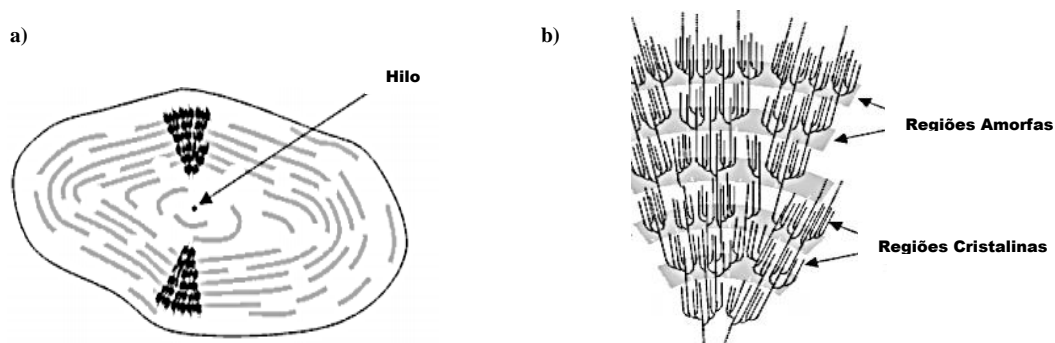 a)
Hilo
b)
Regiões Amorfas
Regiões Cristalinas